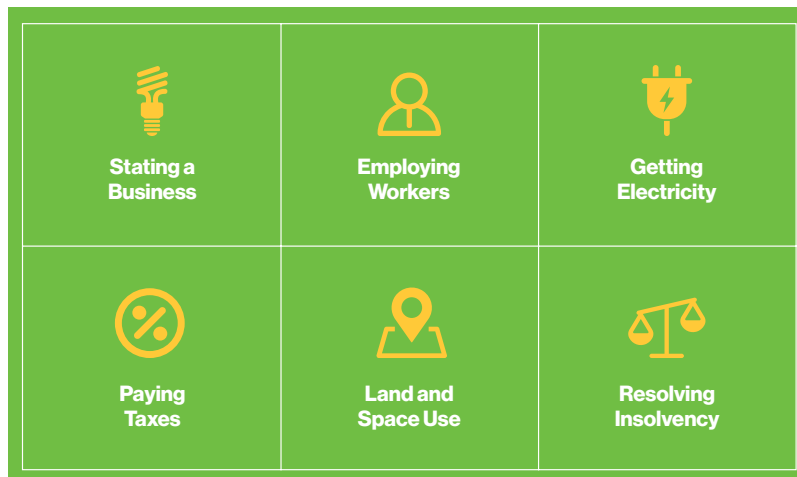 Stating a
Business
Employing
Workers
Getting
Electricity
Paying
Taxes
Land and
Space Use
Resolving
Insolvency